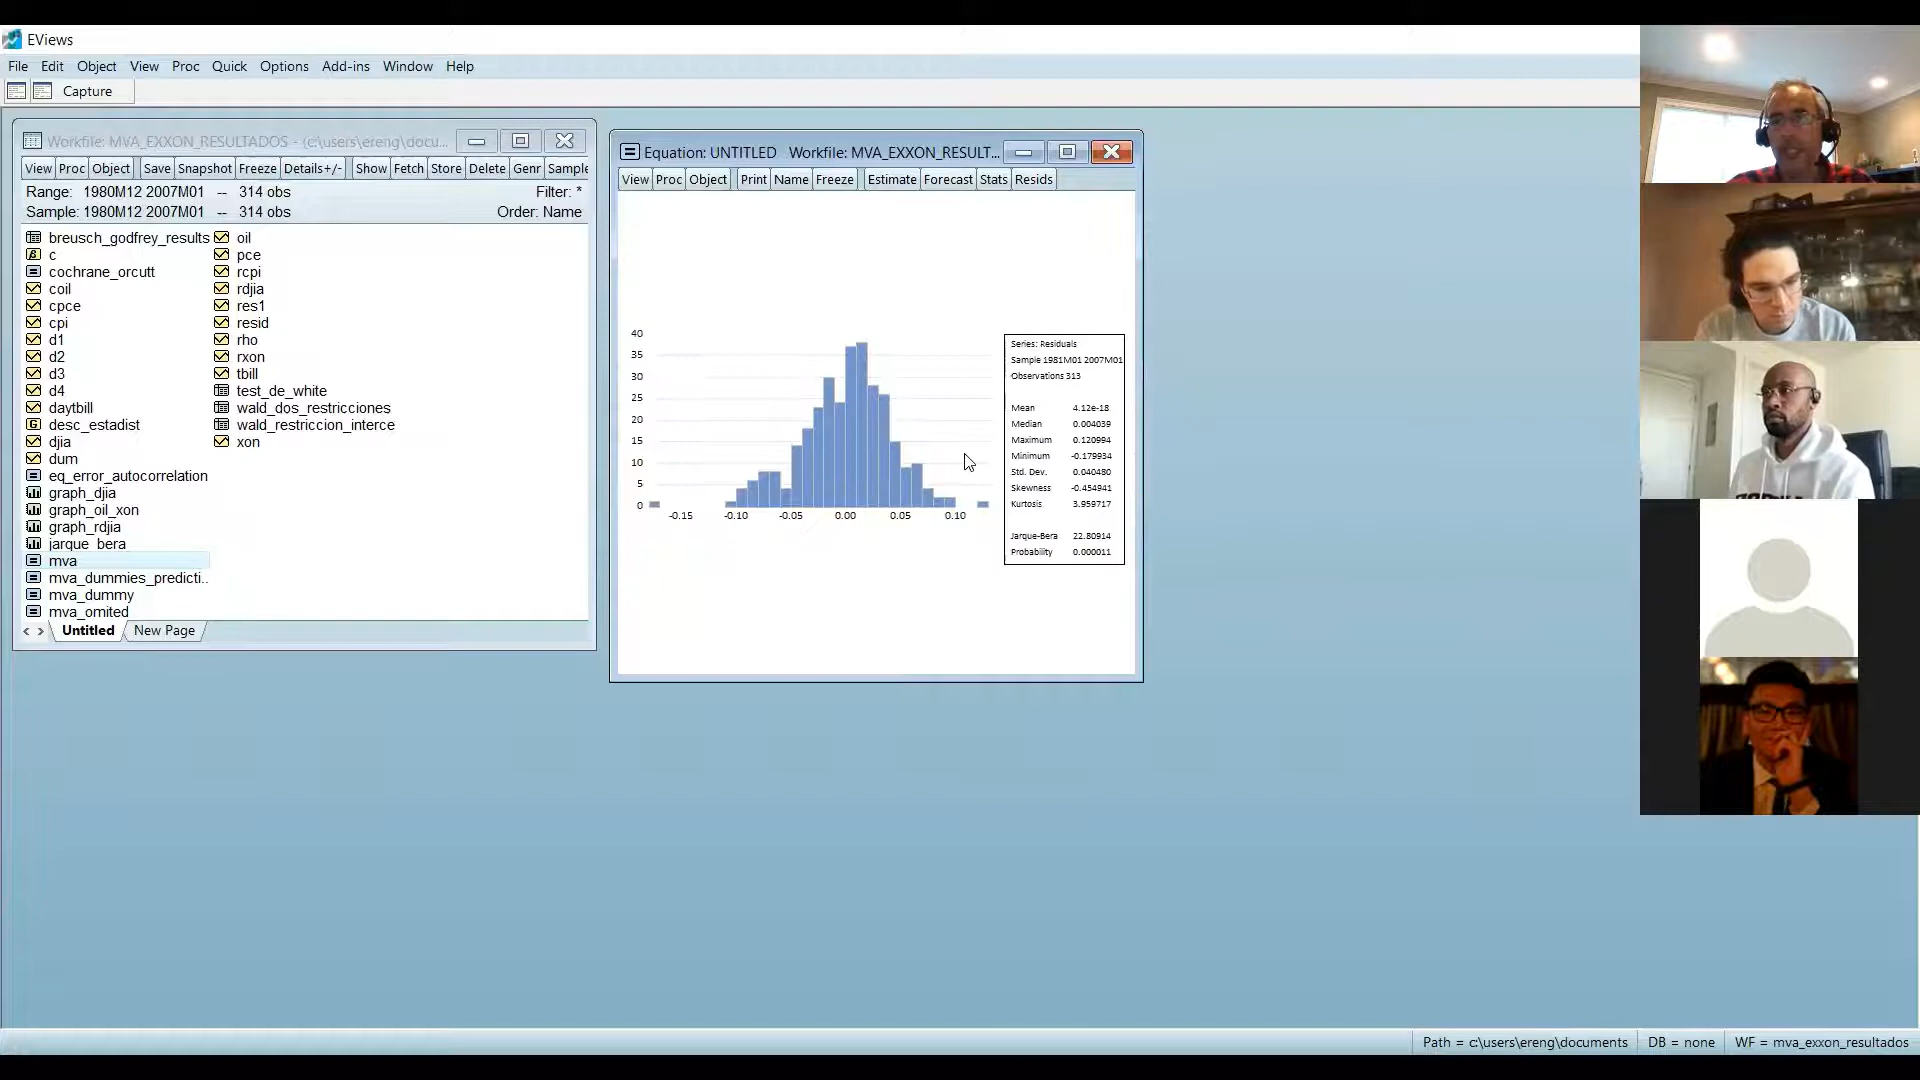 EViews
File Edit Object View Proc Quick Options Add-ins Window Help
Capture
Workfile: MVA_EXXON_RESULTADOS - (c:\users\ereng\docu...
View Proc Object Save Snapshot Freeze Details+/- Show Fetch Store Delete Genr Sample
Range: 1980M12 2007M01 -- 314 obs Filter: *
Sample: 1980M12 2007M01 -- 314 obs Order: Name
breusch_godfrey_results
c
cochrane_orcutt
coil
cpce
cpi
d1
d2
d3
d4
daytbill
desc_estadist
djia
dum
eq_error_autocorrelation
graph_djia
graph_oil_xon
graph_rdjia
jarque_bera
mva
mva_dummies_predicti..
mva_dummy
mva_omited
oil
pce
rcpi
rdjia
res1
resid
rho
rxon
tbill
test_de_white
wald_dos_restricciones
wald_restriccion_interce
xon
Untitled New Page
Equation: UNTITLED Workfile: MVA_EXXON_RESULT...
View Proc Object Print Name Freeze Estimate Forecast Stats Resids
40
35
30
25
20
15
10
5
0
-0.15 -0.10 -0.05 0.00 0.05 0.10
Series: Residuals
Sample 1981M01 2007M01
Observations 313
Mean 4.12e-18
Median 0.004039
Maximum 0.120994
Minimum -0.179934
Std. Dev. 0.040480
Skewness -0.454941
Kurtosis 3.959717
Jarque-Bera 22.80914
Probability 0.000011
Path = c:\users\ereng\documents DB = none WF = mva_exxon_resultados